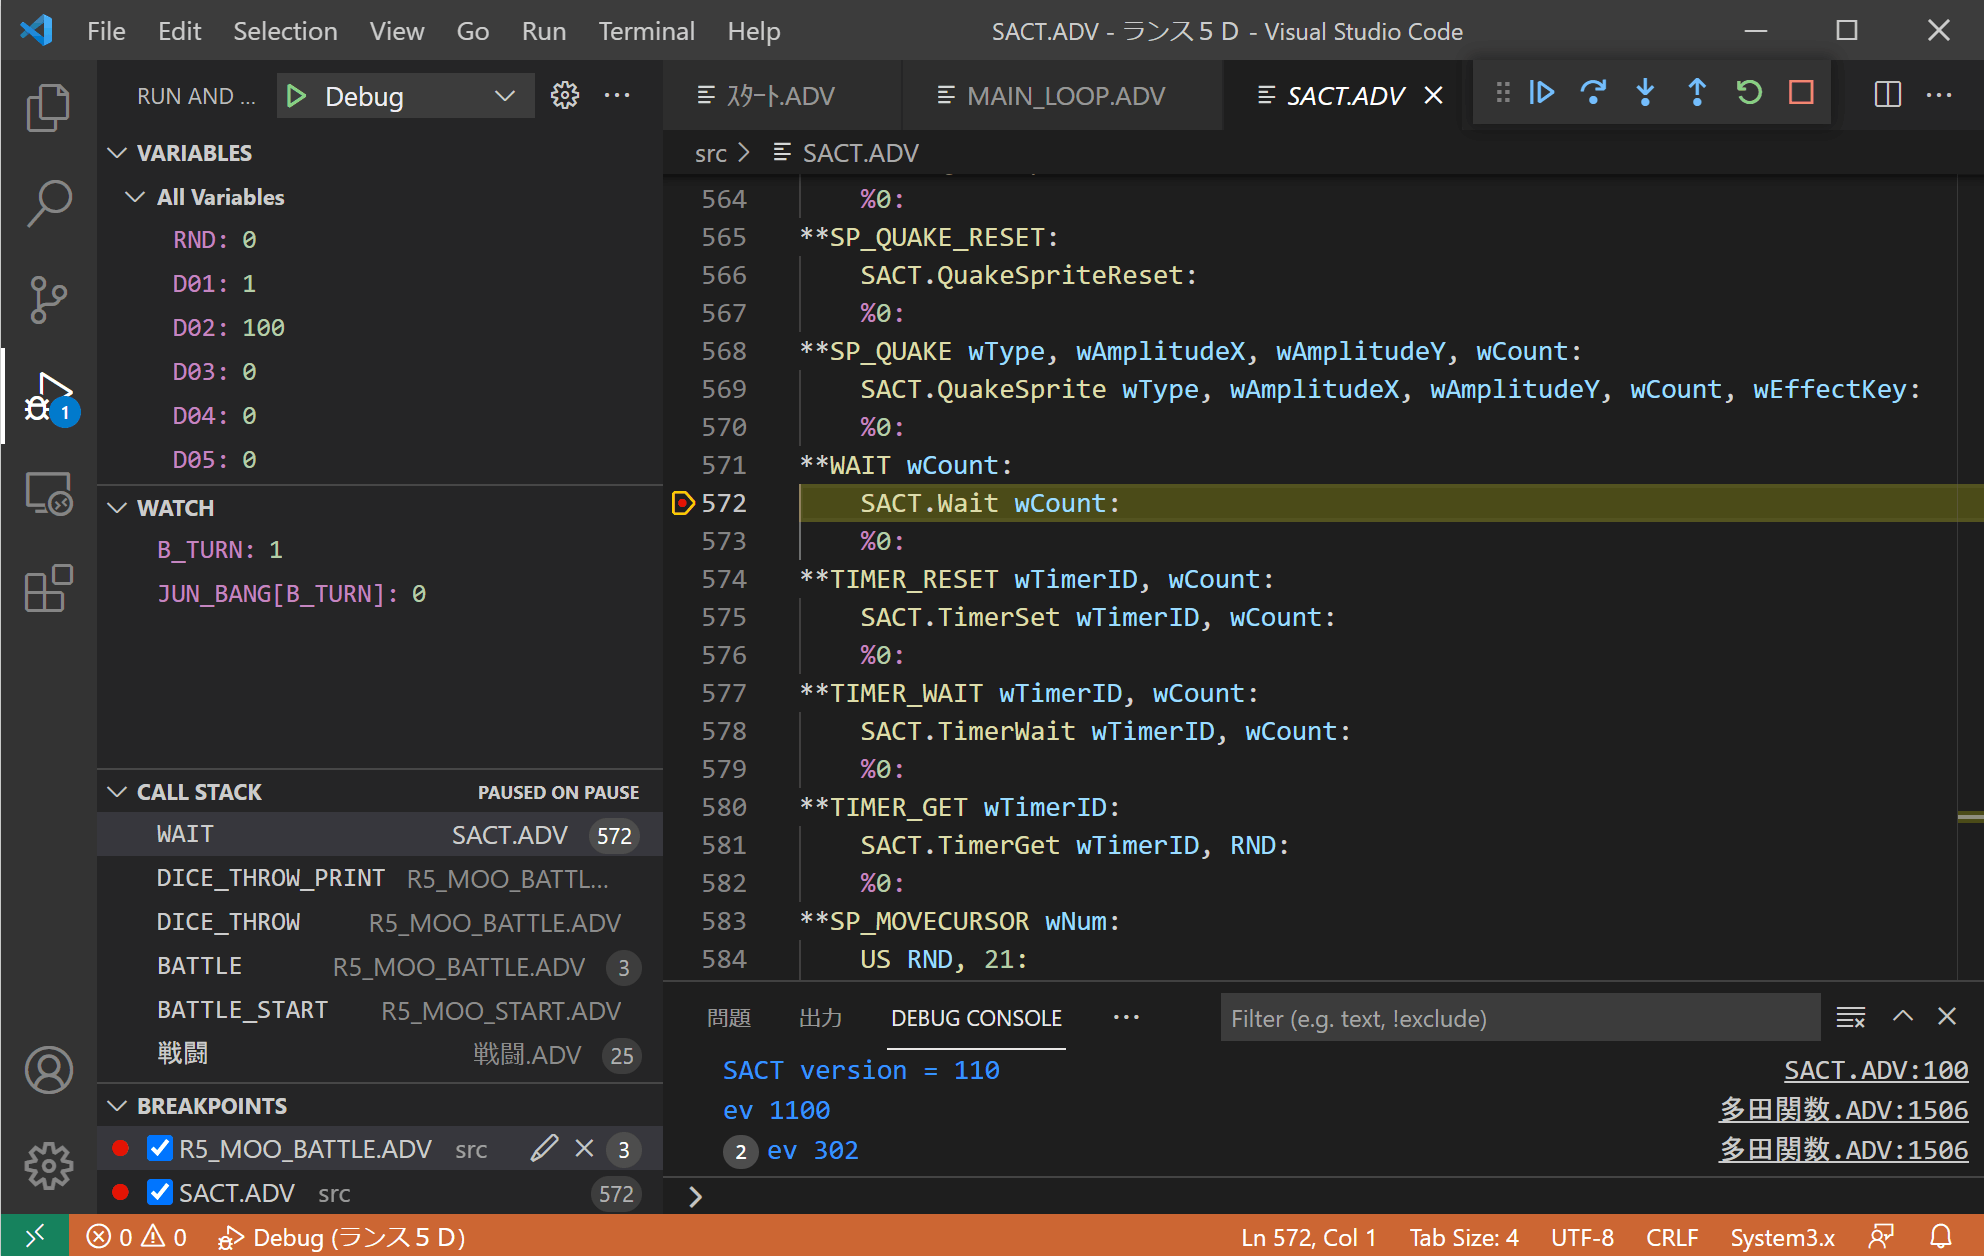 File Edit Selection View Go Run Terminal Help
SACT.ADV - ランス５Ｄ - Visual Studio Code
RUN AND ...
Debug
VARIABLES
All Variables
RND: 0
D01: 1
D02: 100
D03: 0
D04: 0
D05: 0
WATCH
B_TURN: 1
JUN_BANG[B_TURN]: 0
CALL STACK PAUSED ON PAUSE
WAIT SACT.ADV 572
DICE_THROW_PRINT R5_MOO_BATTL...
DICE_THROW R5_MOO_BATTLE.ADV
BATTLE R5_MOO_BATTLE.ADV 3
BATTLE_START R5_MOO_START.ADV
戦闘 戦闘.ADV 25
BREAKPOINTS
R5_MOO_BATTLE.ADV src 3
SACT.ADV src 572
1
ｽﾀｰﾄ.ADV
MAIN_LOOP.ADV
SACT.ADV
src > SACT.ADV
564 %0:
565 **SP_QUAKE_RESET:
566 SACT.QuakeSpriteReset:
567 %0:
568 **SP_QUAKE wType, wAmplitudeX, wAmplitudeY, wCount:
569 SACT.QuakeSprite wType, wAmplitudeX, wAmplitudeY, wCount, wEffectKey:
570 %0:
571 **WAIT wCount:
572 SACT.Wait wCount:
573 %0:
574 **TIMER_RESET wTimerID, wCount:
575 SACT.TimerSet wTimerID, wCount:
576 %0:
577 **TIMER_WAIT wTimerID, wCount:
578 SACT.TimerWait wTimerID, wCount:
579 %0:
580 **TIMER_GET wTimerID:
581 SACT.TimerGet wTimerID, RND:
582 %0:
583 **SP_MOVECURSOR wNum:
584 US RND, 21:
問題 出力 DEBUG CONSOLE ···
Filter (e.g. text, !exclude)
SACT version = 110 SACT.ADV:100
ev 1100 多田関数.ADV:1506
2 ev 302 多田関数.ADV:1506
0 0 Debug (ランス５Ｄ) Ln 572, Col 1 Tab Size: 4 UTF-8 CRLF System3.x